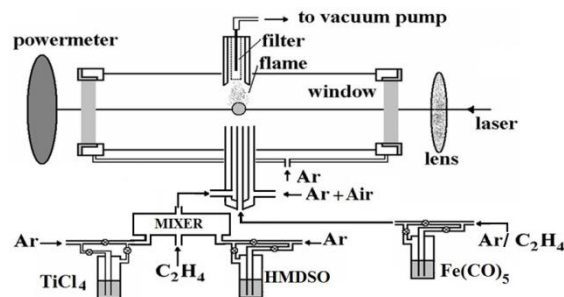 to vacuum pump
powermeter
filter
flame
window
laser
lens
Ar
Ar + Air
MIXER
Ar
Ar
Ar/ C₂H₄
TiCl₄
C₂H₄
HMDSO
Fe(CO)₅